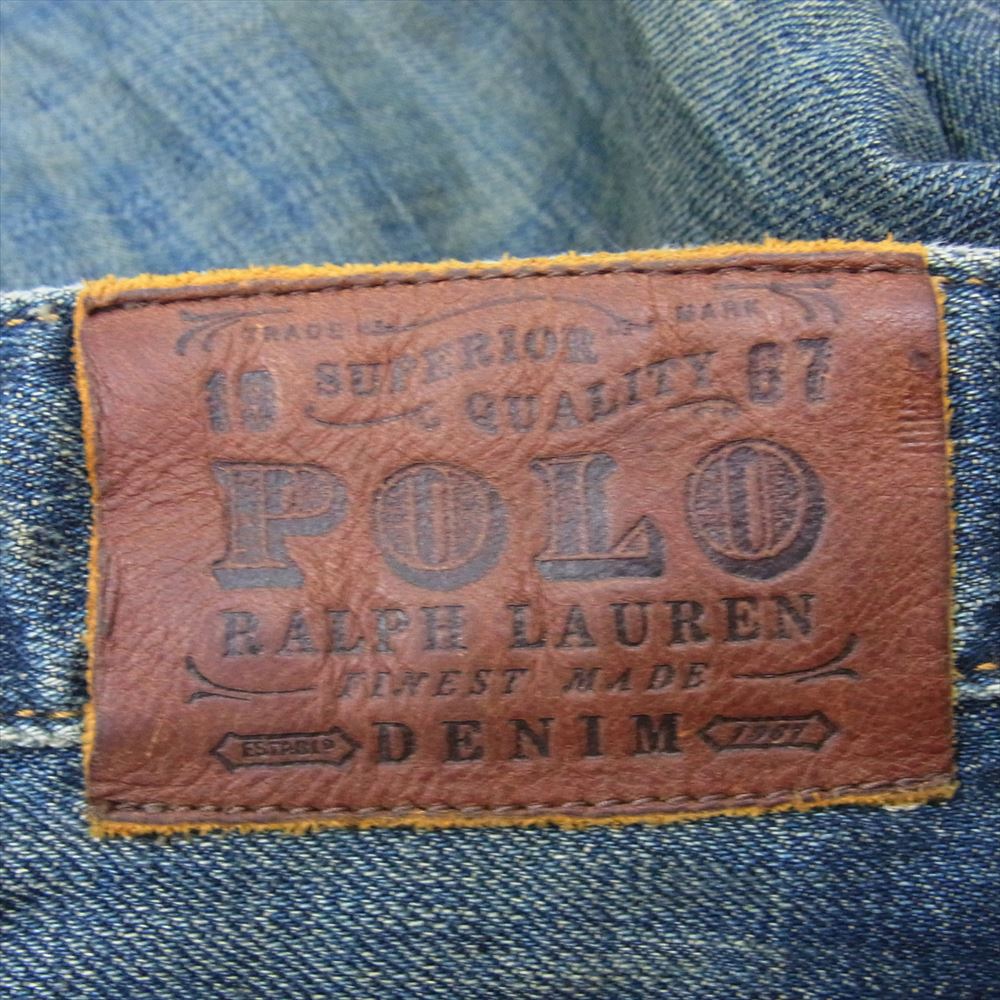 TRADE MARK
19 SUPERIOR QUALITY 67
POLO
RALPH LAUREN
FINEST MADE
ESTAB'D DENIM 1967